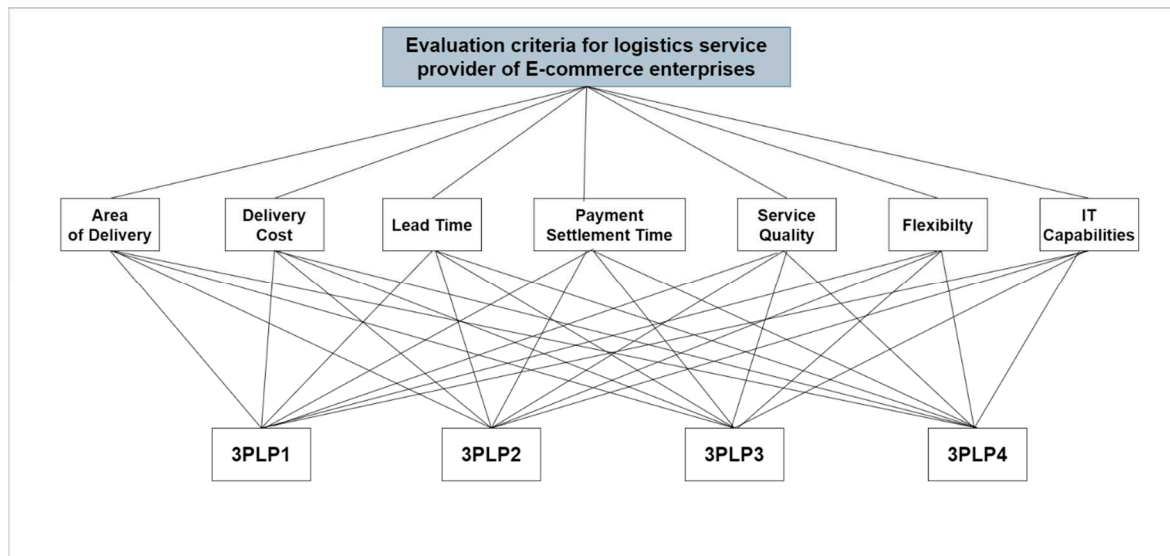 Evaluation criteria for logistics service
provider of E-commerce enterprises
Area
of Delivery
Delivery
Cost
Lead Time
Payment
Settlement Time
Service
Quality
Flexibilty
IT
Capabilities
3PLP1
3PLP2
3PLP3
3PLP4